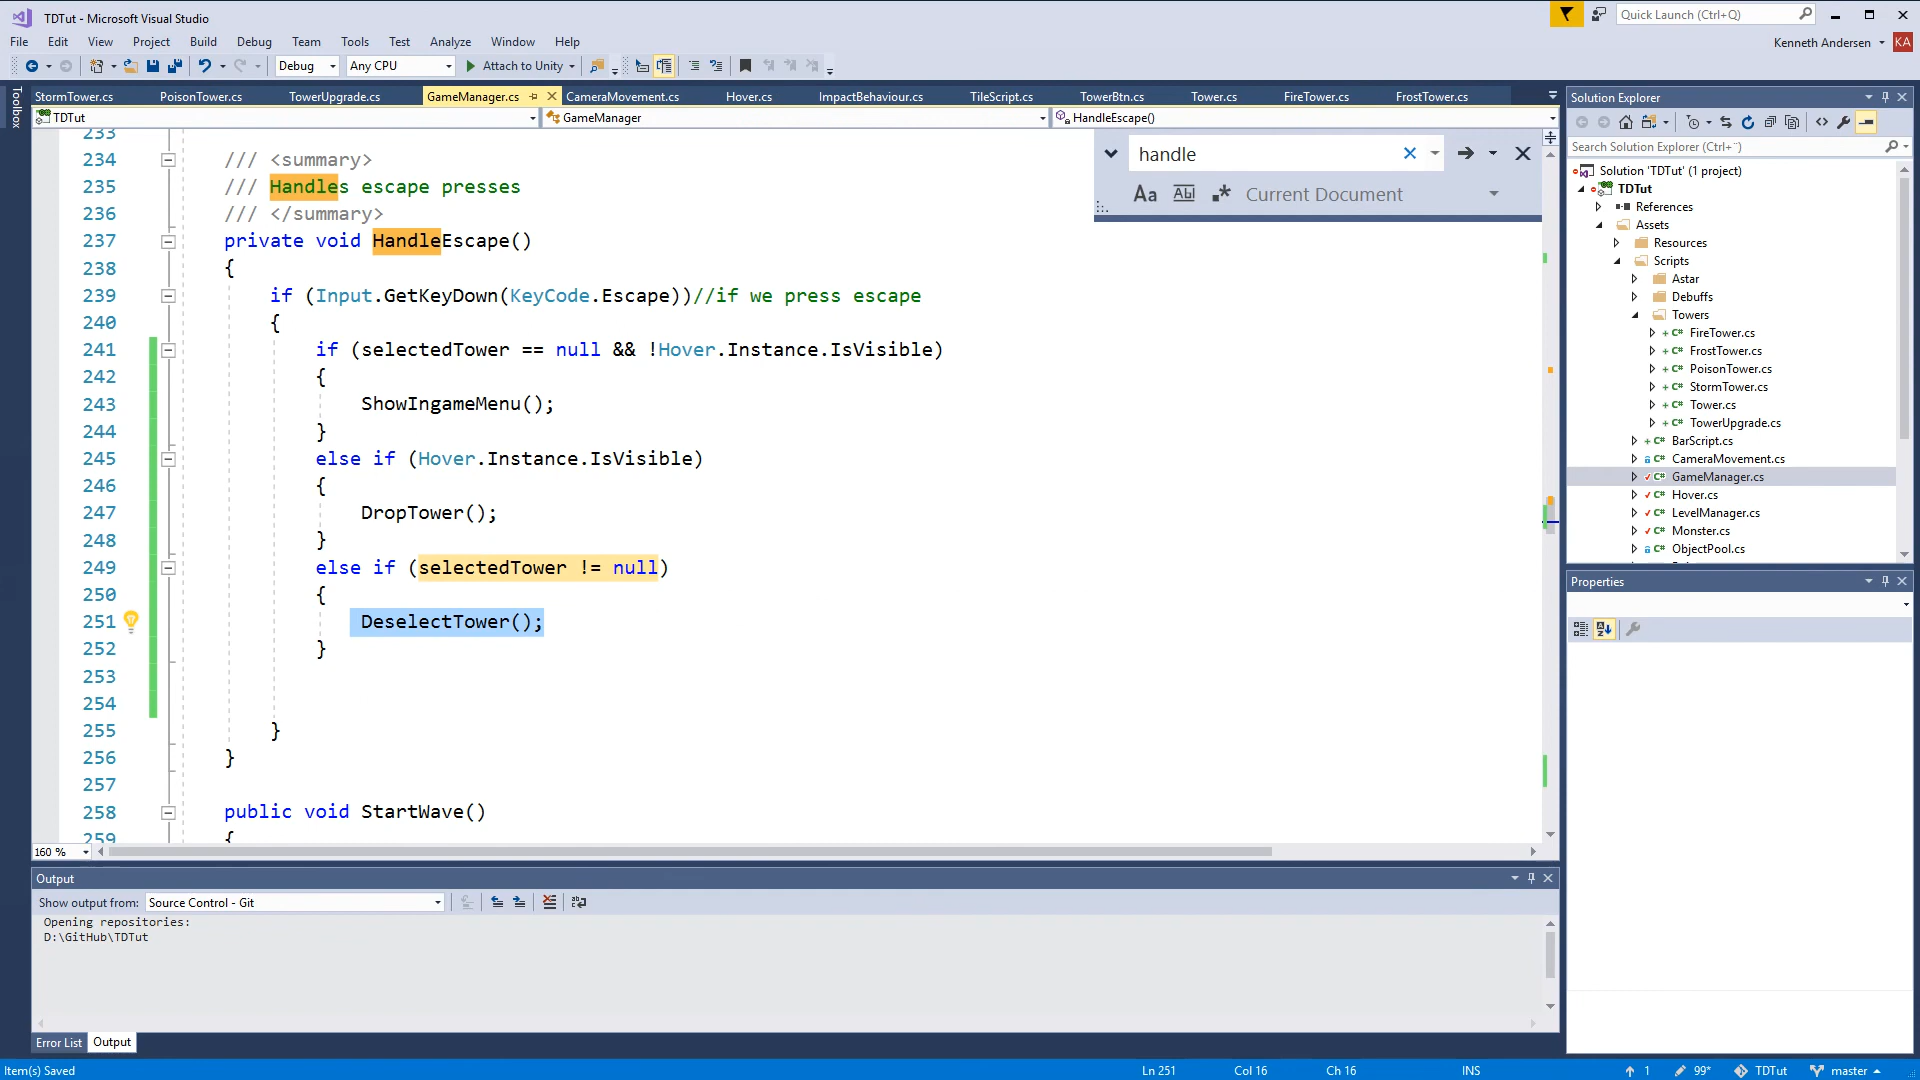 TDTut - Microsoft Visual Studio
Quick Launch (Ctrl+Q)
File Edit View Project Build Debug Team Tools Test Analyze Window Help
Kenneth Andersen KA
Debug Any CPU Attach to Unity
Toolbox
StormTower.cs PoisonTower.cs TowerUpgrade.cs GameManager.cs CameraMovement.cs Hover.cs ImpactBehaviour.cs TileScript.cs TowerBtn.cs Tower.cs FireTower.cs FrostTower.cs
TDTut GameManager HandleEscape()
handle
Aa Abl Current Document
233
234 /// <summary>
235 /// Handles escape presses
236 /// </summary>
237 private void HandleEscape()
238 {
239 if (Input.GetKeyDown(KeyCode.Escape))//if we press escape
240 {
241 if (selectedTower == null && !Hover.Instance.IsVisible)
242 {
243 ShowIngameMenu();
244 }
245 else if (Hover.Instance.IsVisible)
246 {
247 DropTower();
248 }
249 else if (selectedTower != null)
250 {
251 DeselectTower();
252 }
253
254
255 }
256 }
257
258 public void StartWave()
259 {
160 %
Output
Show output from: Source Control - Git
Opening repositories:
D:\GitHub\TDTut
Error List Output
Solution Explorer
Search Solution Explorer (Ctrl+¨)
Solution 'TDTut' (1 project)
TDTut
References
Assets
Resources
Scripts
Astar
Debuffs
Towers
FireTower.cs
FrostTower.cs
PoisonTower.cs
StormTower.cs
Tower.cs
TowerUpgrade.cs
BarScript.cs
CameraMovement.cs
GameManager.cs
Hover.cs
LevelManager.cs
Monster.cs
ObjectPool.cs
Properties
Item(s) Saved Ln 251 Col 16 Ch 16 INS 1 99* TDTut master